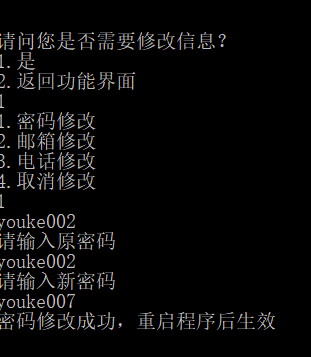 请问您是否需要修改信息？
1.是
2.返回功能界面
1
1.密码修改
2.邮箱修改
3.电话修改
4.取消修改
1
youke002
请输入原密码
youke002
请输入新密码
youke007
密码修改成功，重启程序后生效